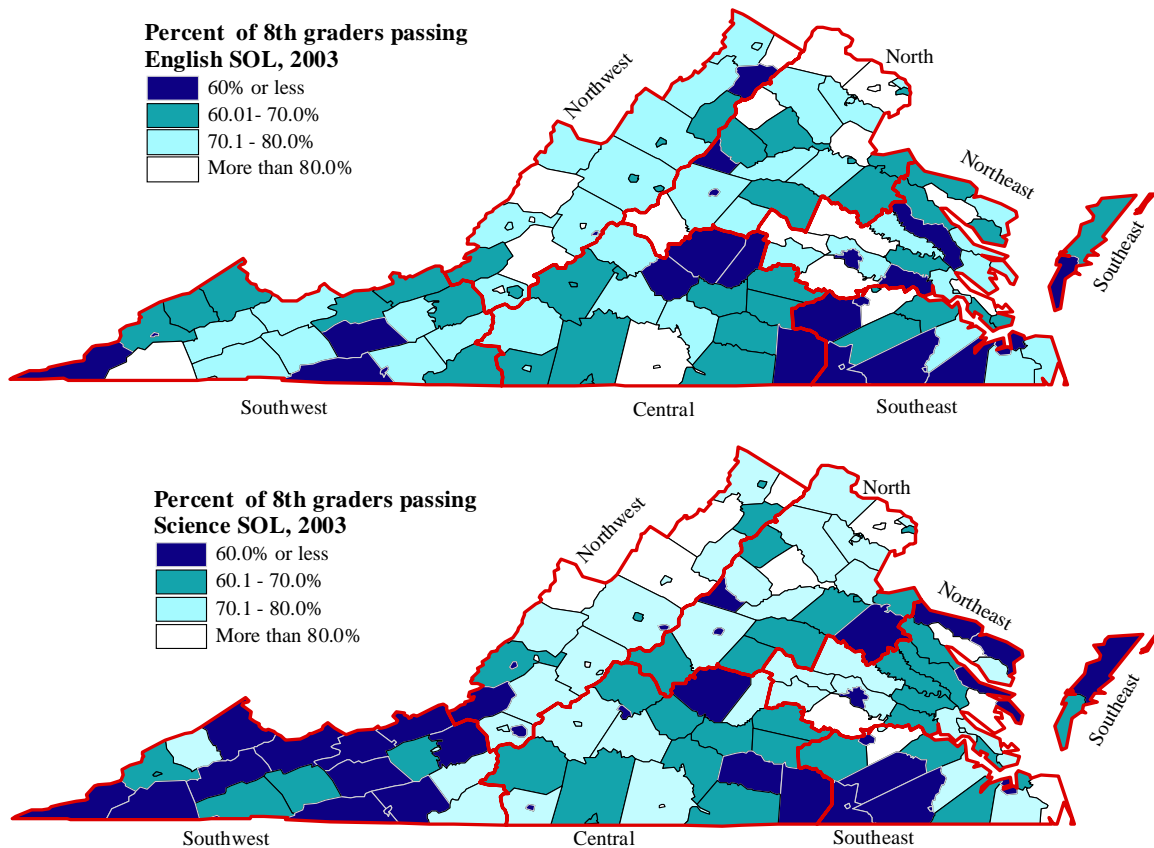 Percent of 8th graders passing
English SOL, 2003
60% or less
60.01- 70.0%
70.1 - 80.0%
More than 80.0%
Northwest
North
Northeast
Southeast
Southwest
Central
Southeast
Percent of 8th graders passing
Science SOL, 2003
60.0% or less
60.1 - 70.0%
70.1 - 80.0%
More than 80.0%
Northwest
North
Northeast
Southeast
Southwest
Central
Southeast